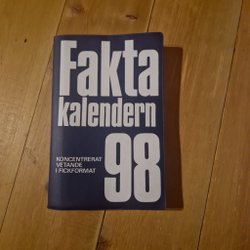 Fakta
kalendern
98
KONCENTRERAT
VETANDE
I FICKFORMAT